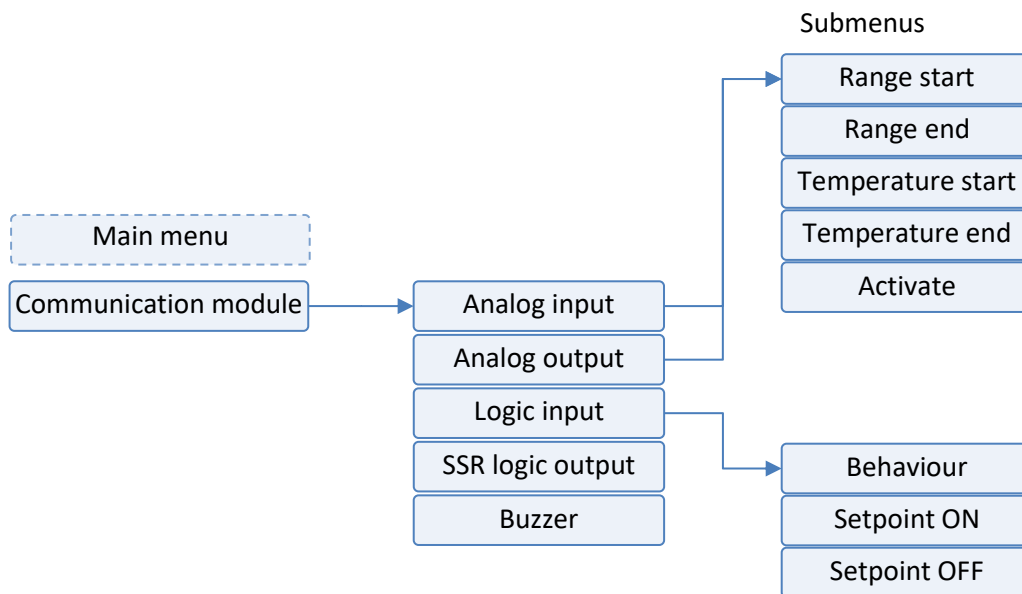 Submenus
Range start
Range end
Temperature start
Temperature end
Activate
Main menu
Communication module
Analog input
Analog output
Logic input
SSR logic output
Buzzer
Behaviour
Setpoint ON
Setpoint OFF